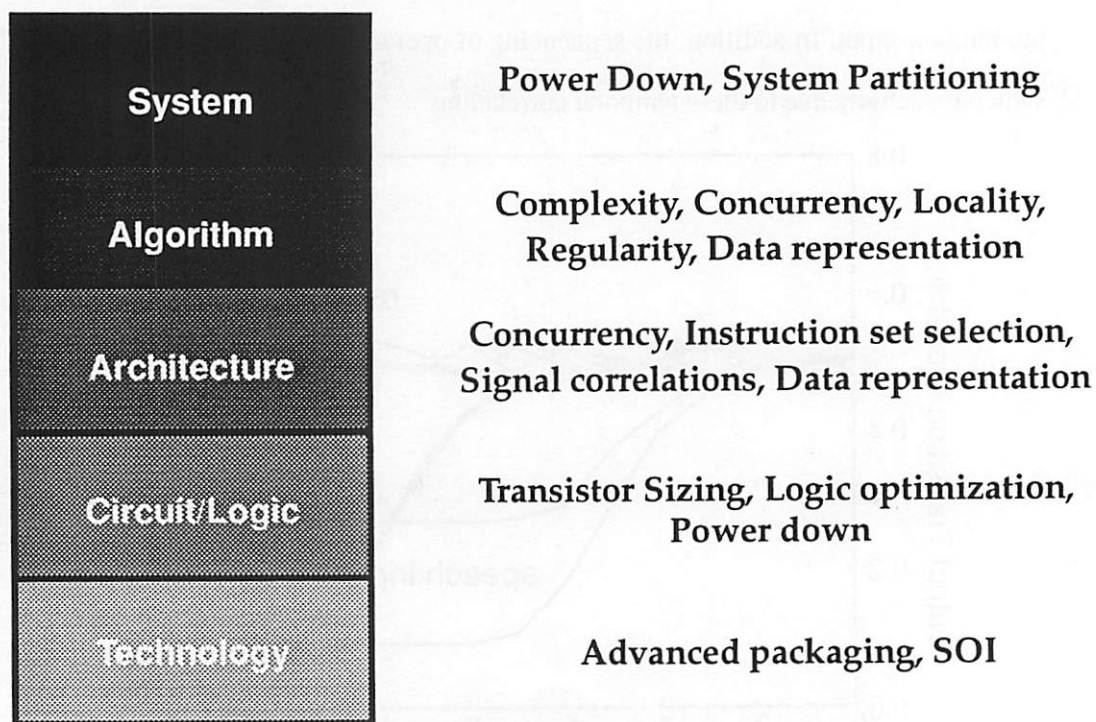 System
Power Down, System Partitioning
Algorithm
Complexity, Concurrency, Locality,
Regularity, Data representation
Architecture
Concurrency, Instruction set selection,
Signal correlations, Data representation
Circuit/Logic
Transistor Sizing, Logic optimization,
Power down
Technology
Advanced packaging, SOI